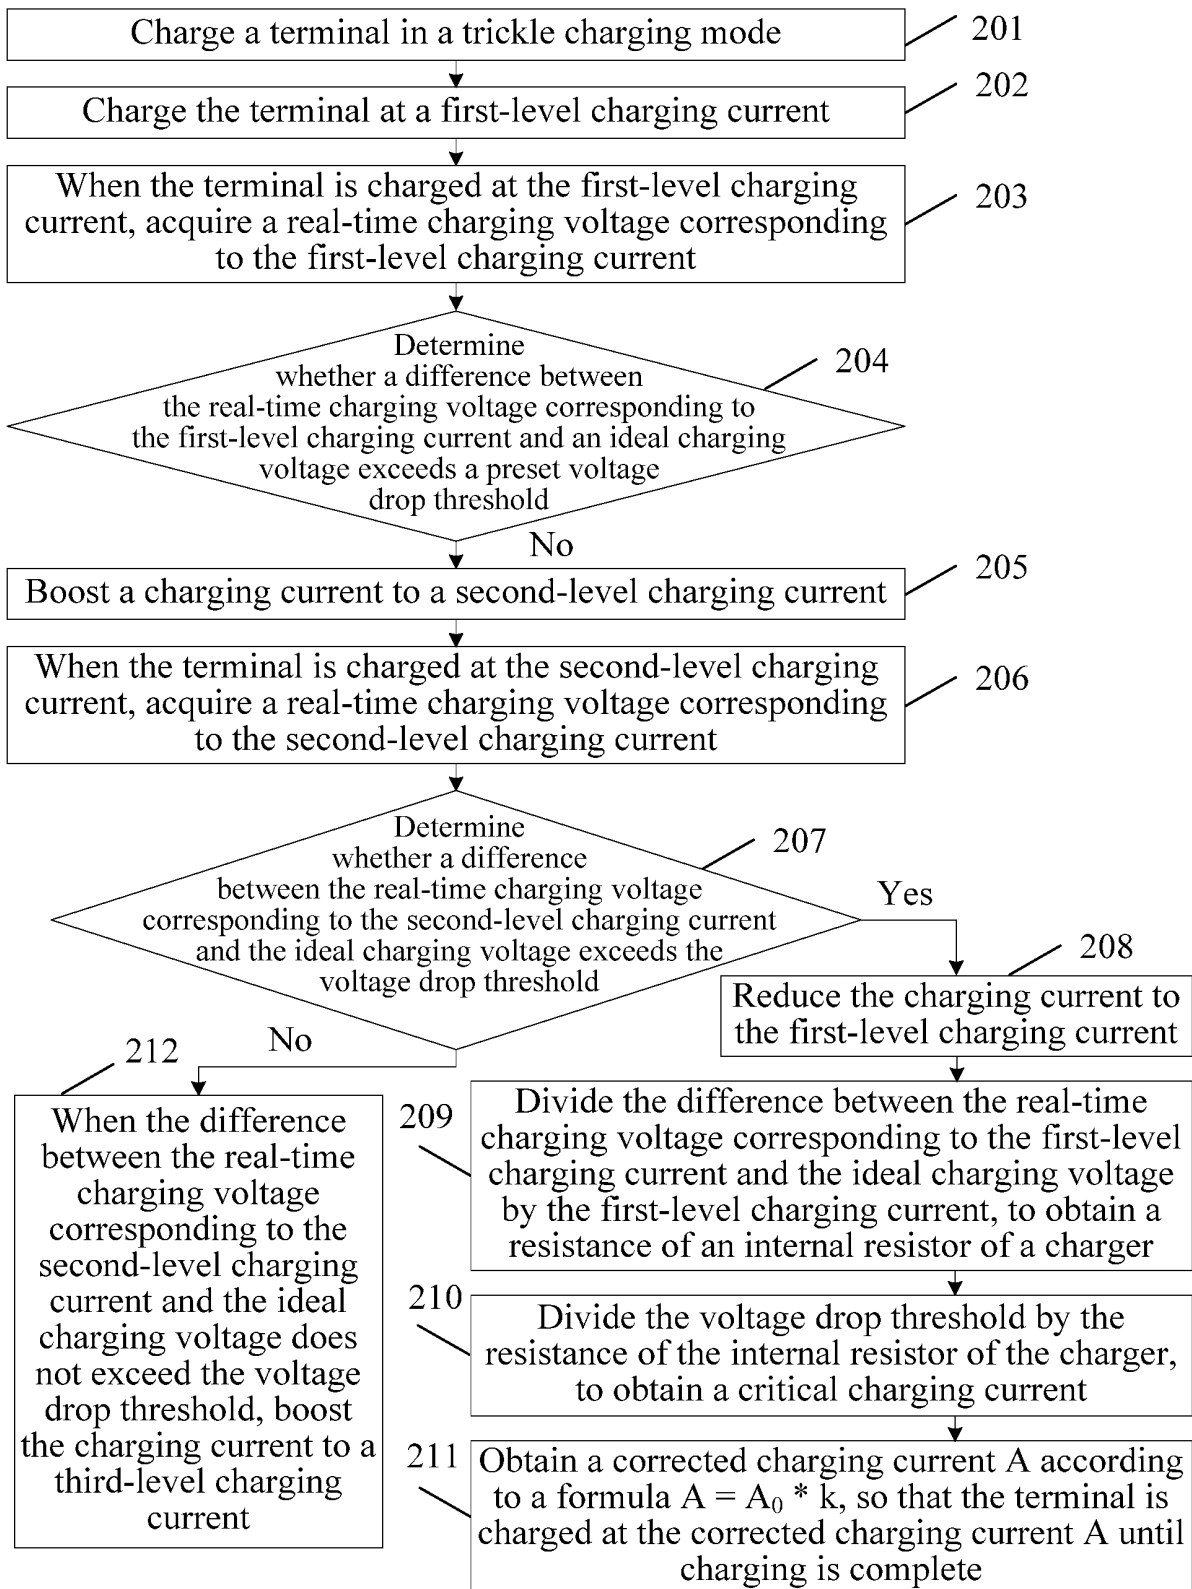 Charge a terminal in a trickle charging mode
201
Charge the terminal at a first-level charging current
202
When the terminal is charged at the first-level charging
current, acquire a real-time charging voltage corresponding
to the first-level charging current
203
Determine
whether a difference between
the real-time charging voltage corresponding to
the first-level charging current and an ideal charging
voltage exceeds a preset voltage
drop threshold
204
No
Boost a charging current to a second-level charging current
205
When the terminal is charged at the second-level charging
current, acquire a real-time charging voltage corresponding
to the second-level charging current
206
Determine
whether a difference
between the real-time charging voltage
corresponding to the second-level charging current
and the ideal charging voltage exceeds the
voltage drop threshold
207
Yes
208
Reduce the charging current to
the first-level charging current
No
212
When the difference
between the real-time
charging voltage
corresponding to the
second-level charging
current and the ideal
charging voltage does
not exceed the voltage
drop threshold, boost
the charging current to a
third-level charging
current
209
Divide the difference between the real-time
charging voltage corresponding to the first-level
charging current and the ideal charging voltage
by the first-level charging current, to obtain a
resistance of an internal resistor of a charger
210
Divide the voltage drop threshold by the
resistance of the internal resistor of the charger,
to obtain a critical charging current
211
Obtain a corrected charging current A according
to a formula A = A₀ * k, so that the terminal is
charged at the corrected charging current A until
charging is complete